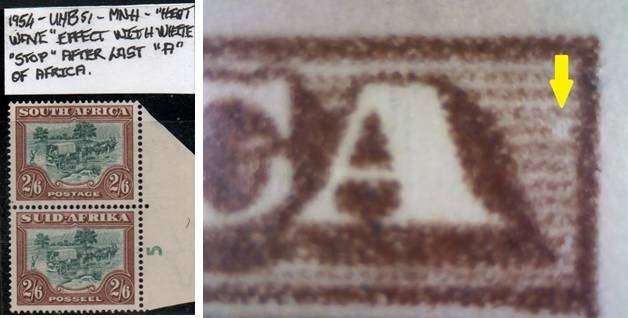 1954 - UHB51 - MNH - "HEAT
WAVE" EFFECT WITH WHITE
"STOP" AFTER LAST "A"
OF AFRICA.
SOUTH AFRICA
2/6 2/6
POSTAGE
SUID-AFRIKA
2/6 2/6
POSSEEL
5
CA